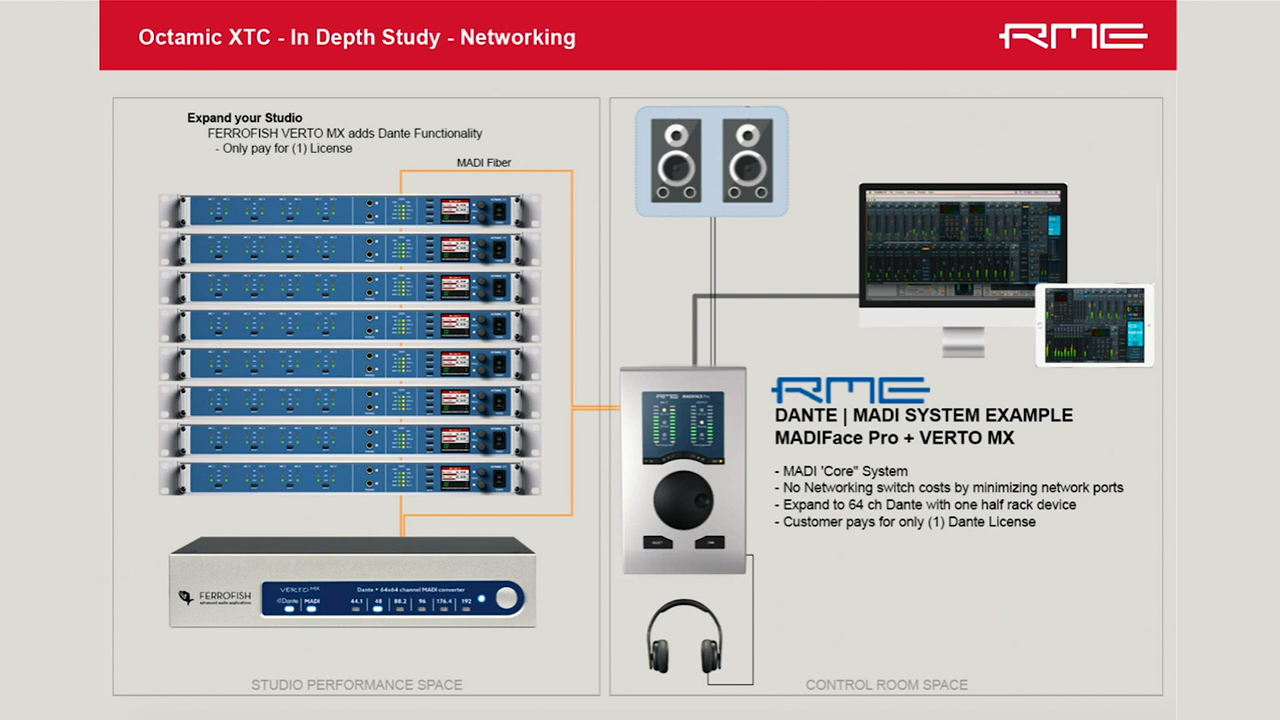 Octamic XTC - In Depth Study - Networking
RME
Expand your Studio
FERROFISH VERTO MX adds Dante Functionality
- Only pay for (1) License
MADI Fiber
FERROFISH
advanced audio applications
VERTO MX
Dante • 64x64 channel MADI converter
Dante MADI 44.1 48 88.2 96 176.4 192
STUDIO PERFORMANCE SPACE
RME
DANTE | MADI SYSTEM EXAMPLE
MADIFace Pro + VERTO MX
- MADI 'Core" System
- No Networking switch costs by minimizing network ports
- Expand to 64 ch Dante with one half rack device
- Customer pays for only (1) Dante License
CONTROL ROOM SPACE